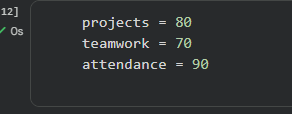 12]
0s
projects = 80
teamwork = 70
attendance = 90